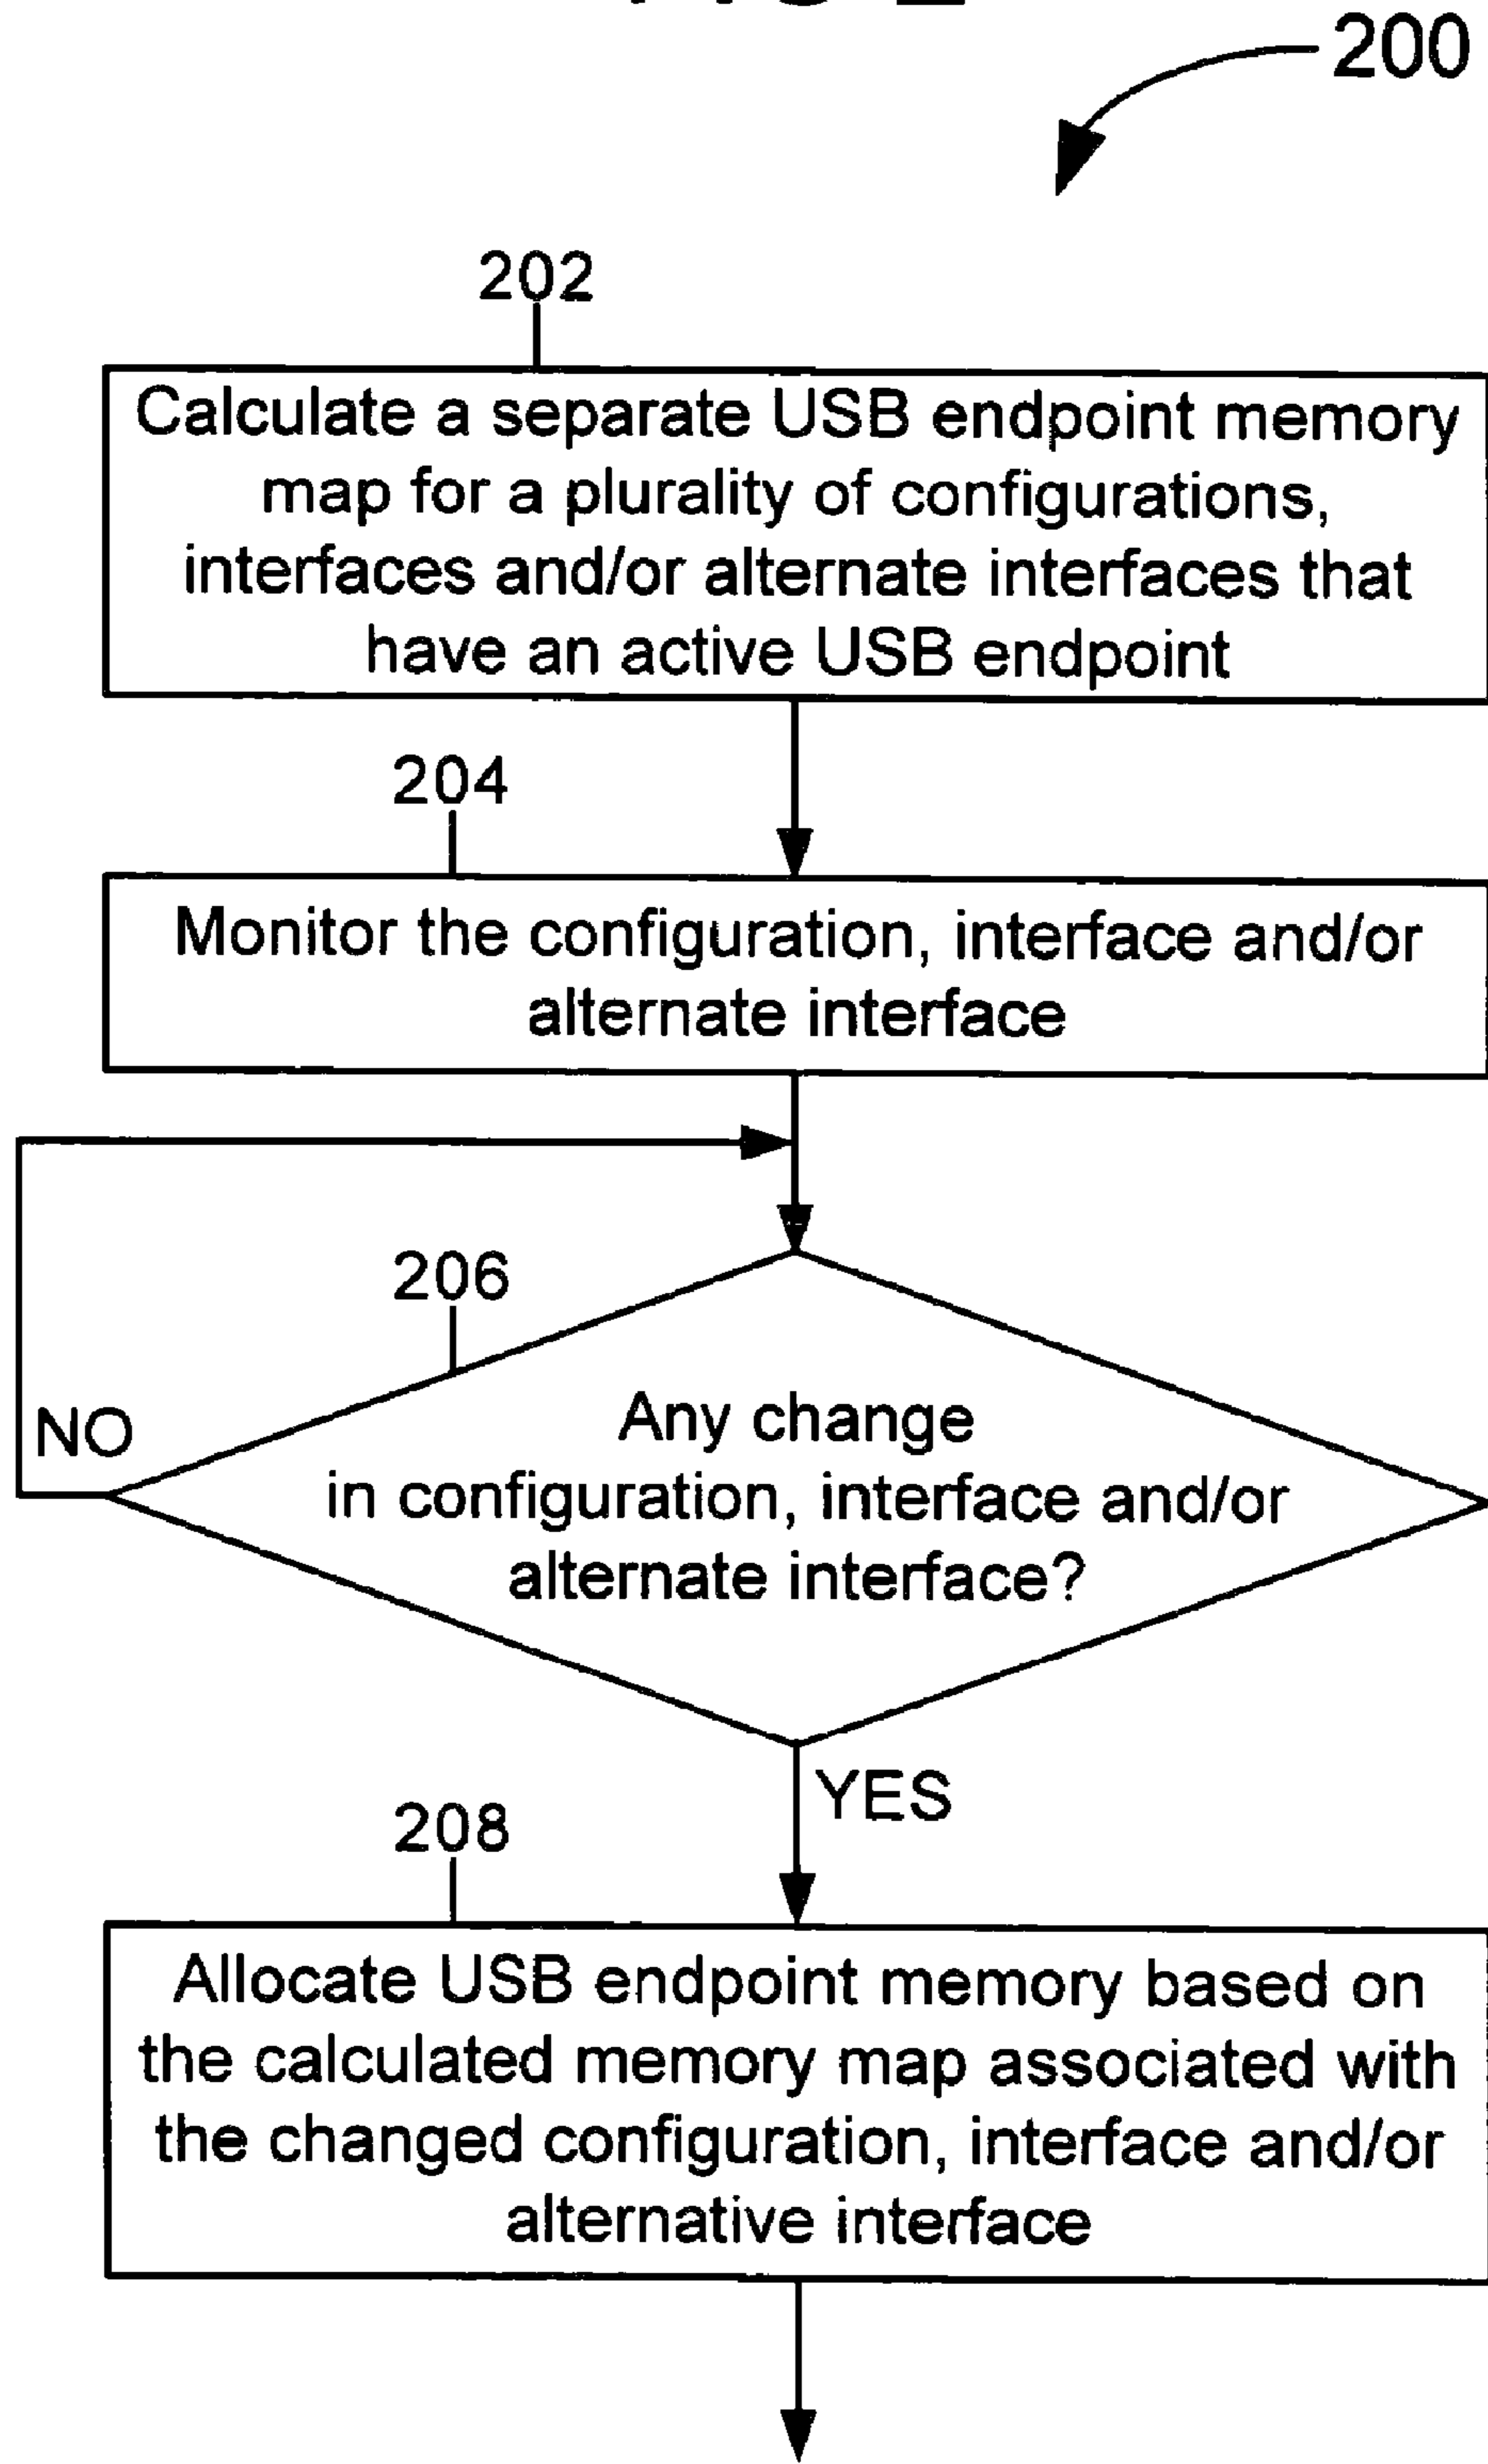 200
202
Calculate a separate USB endpoint memory
map for a plurality of configurations,
interfaces and/or alternate interfaces that
have an active USB endpoint
204
Monitor the configuration, interface and/or
alternate interface
206
NO
Any change
in configuration, interface and/or
alternate interface?
YES
208
Allocate USB endpoint memory based on
the calculated memory map associated with
the changed configuration, interface and/or
alternative interface